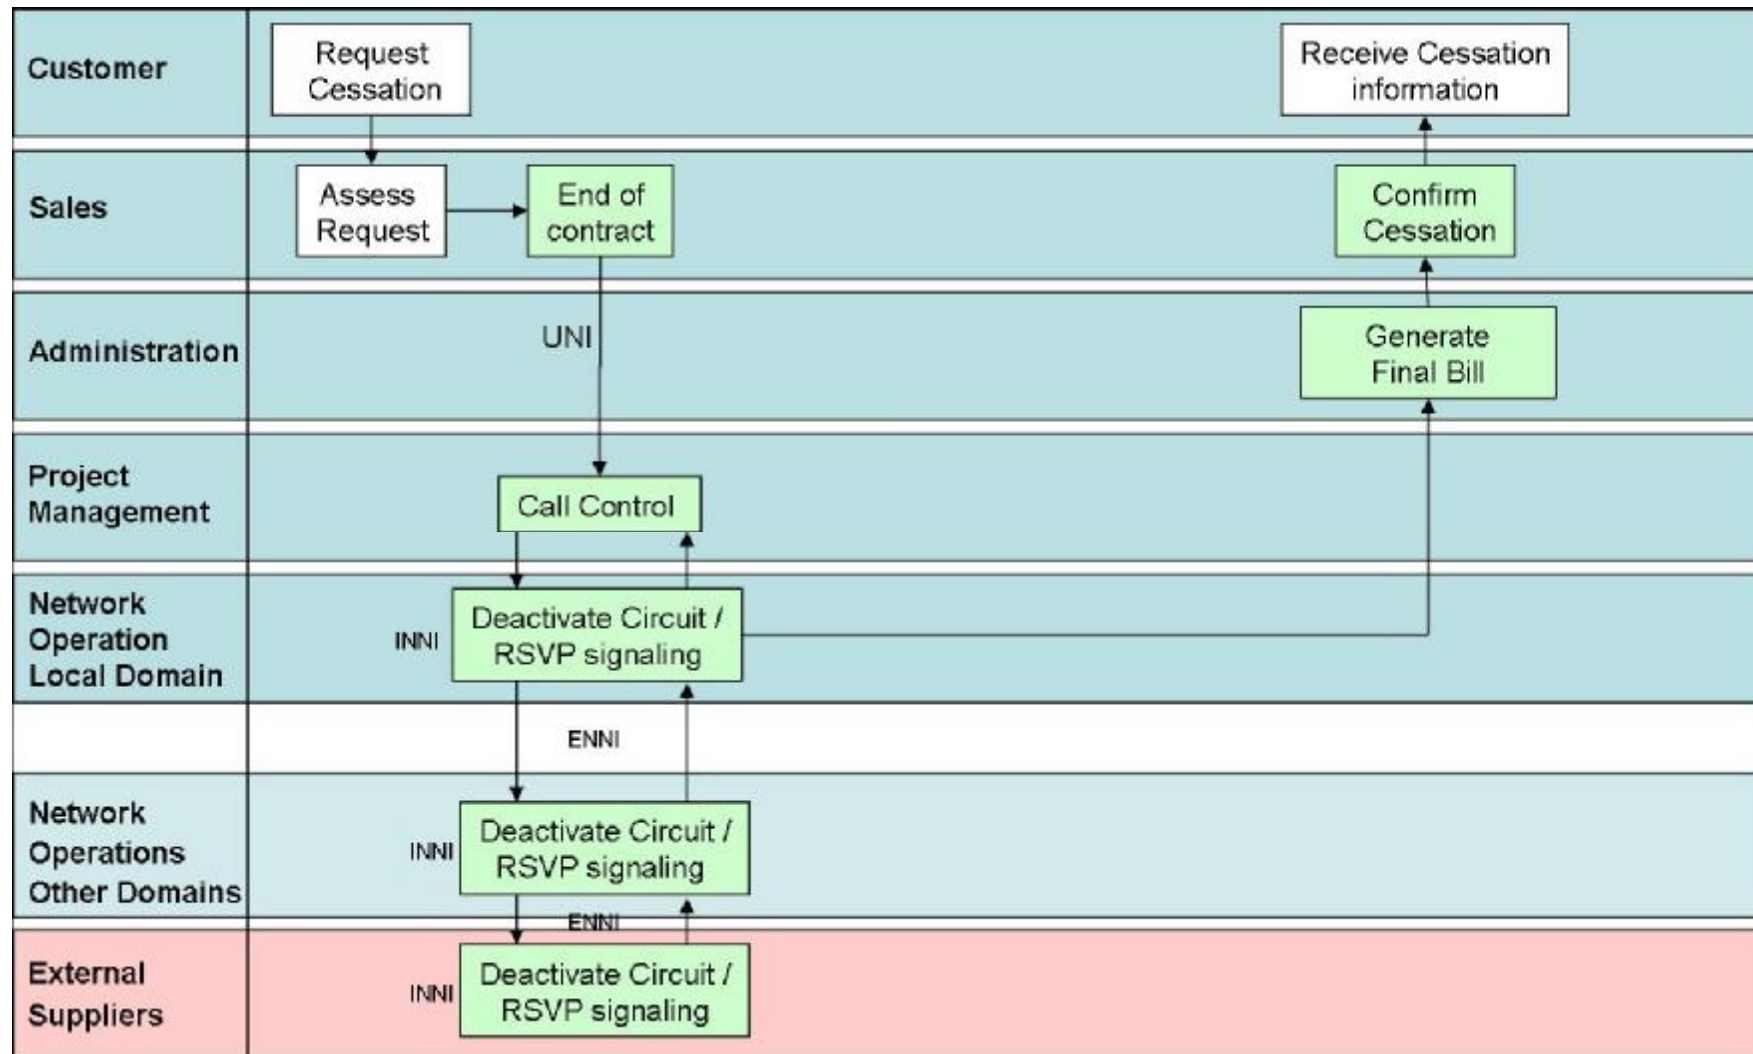 Customer
Request
Cessation
Receive Cessation
information
Sales
Assess
Request
End of
contract
Confirm
Cessation
Administration
UNI
Generate
Final Bill
Project
Management
Call Control
Network
Operation
Local Domain
INNI
Deactivate Circuit /
RSVP signaling
ENNI
Network
Operations
Other Domains
INNI
Deactivate Circuit /
RSVP signaling
ENNI
External
Suppliers
INNI
Deactivate Circuit /
RSVP signaling